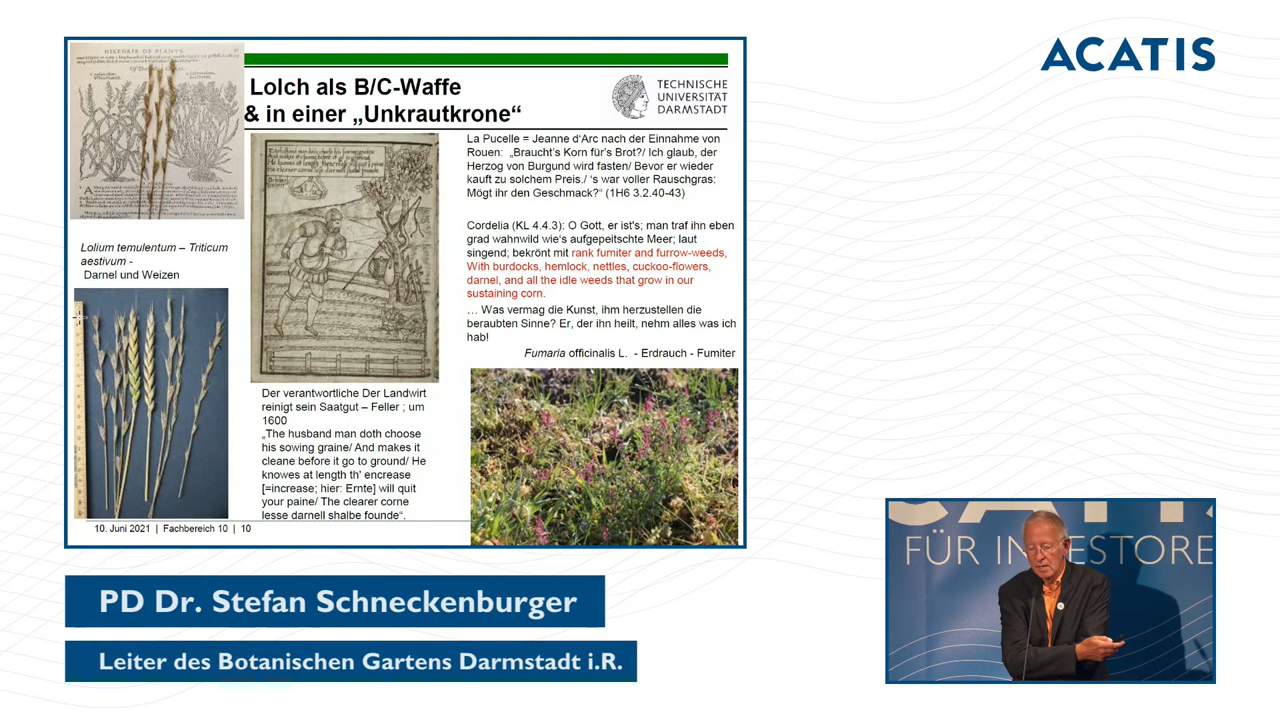 ACATIS
HISTORIE OF PLANTS.
Lolch als B/C-Waffe
& in einer „Unkrautkrone“
TECHNISCHE
UNIVERSITÄT
DARMSTADT
La Pucelle = Jeanne d'Arc nach der Einnahme von
Rouen: „Braucht's Korn für's Brot?/ Ich glaub, der
Herzog von Burgund wird fasten/ Bevor er wieder
kauft zu solchem Preis./ 's war voller Rauschgras:
Mögt ihr den Geschmack?“ (1H6 3.2.40-43)
Cordelia (KL 4.4.3): O Gott, er ist's; man traf ihn eben
grad wahnwild wie's aufgepeitschte Meer; laut
singend; bekrönt mit rank fumiter and furrow-weeds,
With burdocks, hemlock, nettles, cuckoo-flowers,
darnel, and all the idle weeds that grow in our
sustaining corn.
… Was vermag die Kunst, ihm herzustellen die
beraubten Sinne? Er, der ihn heilt, nehm alles was ich
hab!
Fumaria officinalis L. - Erdrauch - Fumiter
Lolium temulentum – Triticum
aestivum -
Darnel und Weizen
Der verantwortliche Der Landwirt
reinigt sein Saatgut – Feller ; um
1600
„The husband man doth choose
his sowing graine/ And makes it
cleane before it go to ground/ He
knowes at length th' encrease
[=increase; hier: Ernte] will quit
your paine/ The clearer corne
lesse darnell shalbe founde“.
10. Juni 2021 | Fachbereich 10 | 10
FÜR INVESTORE
PD Dr. Stefan Schneckenburger
Leiter des Botanischen Gartens Darmstadt i.R.